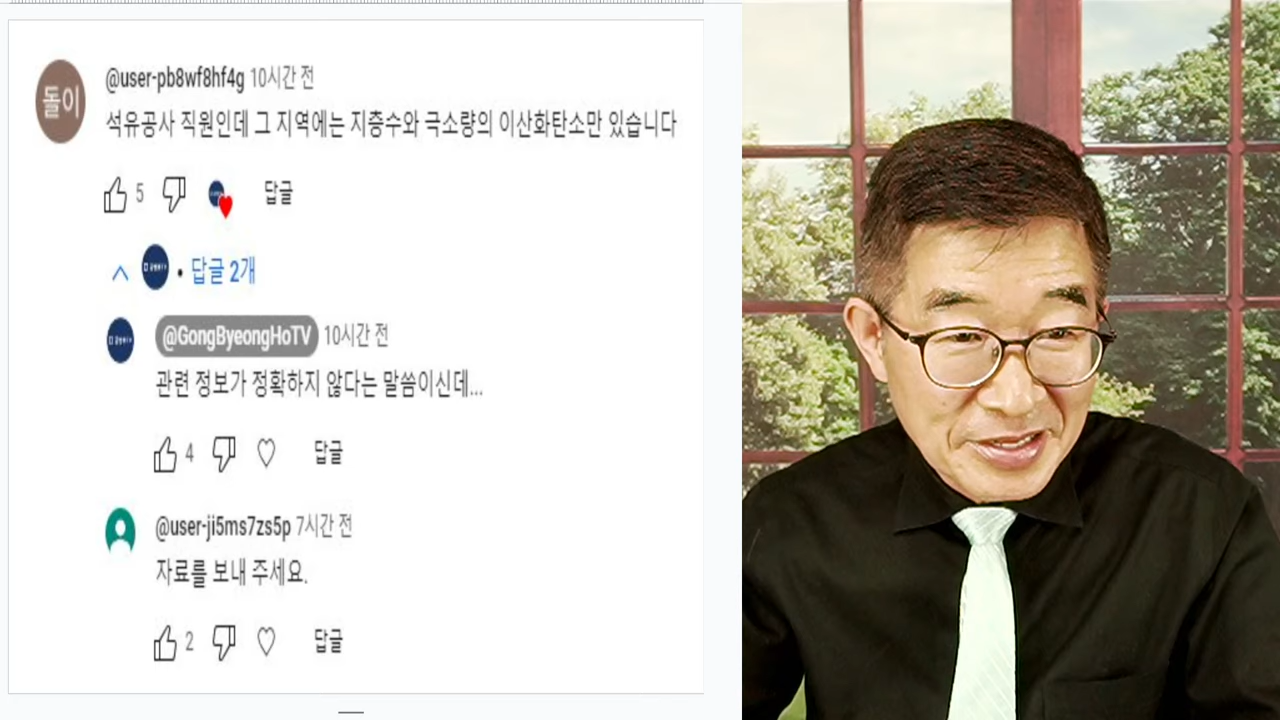 돌이
@user-pb8wf8hf4g 10시간 전
석유공사 직원인데 그 지역에는 지층수와 극소량의 이산화탄소만 있습니다
5 답글
답글 2개
@GongByeongHoTV 10시간 전
관련 정보가 정확하지 않다는 말씀이신데...
4 답글
@user-ji5ms7zs5p 7시간 전
자료를 보내 주세요.
2 답글